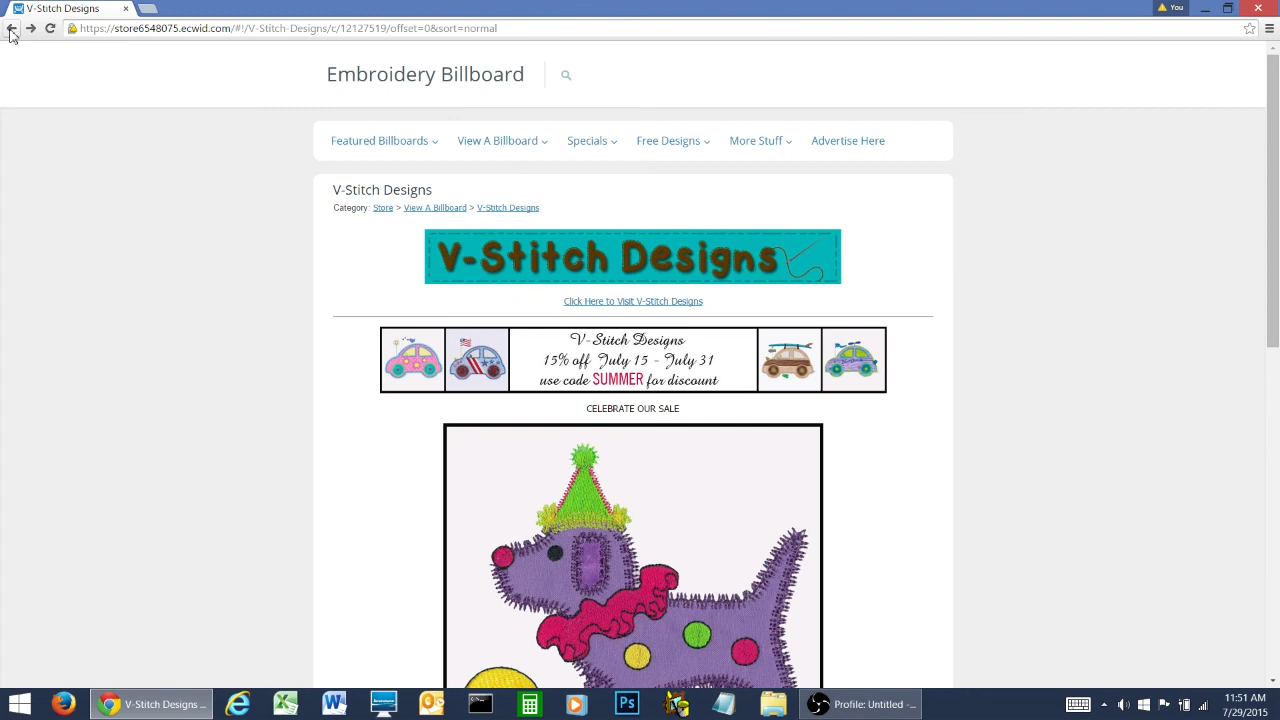 V-Stitch Designs
You
https://store6548075.ecwid.com/#!/V-Stitch-Designs/c/12127519/offset=0&sort=normal
Embroidery Billboard
Featured Billboards View A Billboard Specials Free Designs More Stuff Advertise Here
V-Stitch Designs
Category: Store > View A Billboard > V-Stitch Designs
V-Stitch Designs
Click Here to Visit V-Stitch Designs
V-Stitch Designs
15% off July 15 - July 31
use code SUMMER for discount
CELEBRATE OUR SALE
V-Stitch Designs ...
Ps
Profile: Untitled -...
11:51 AM
7/29/2015